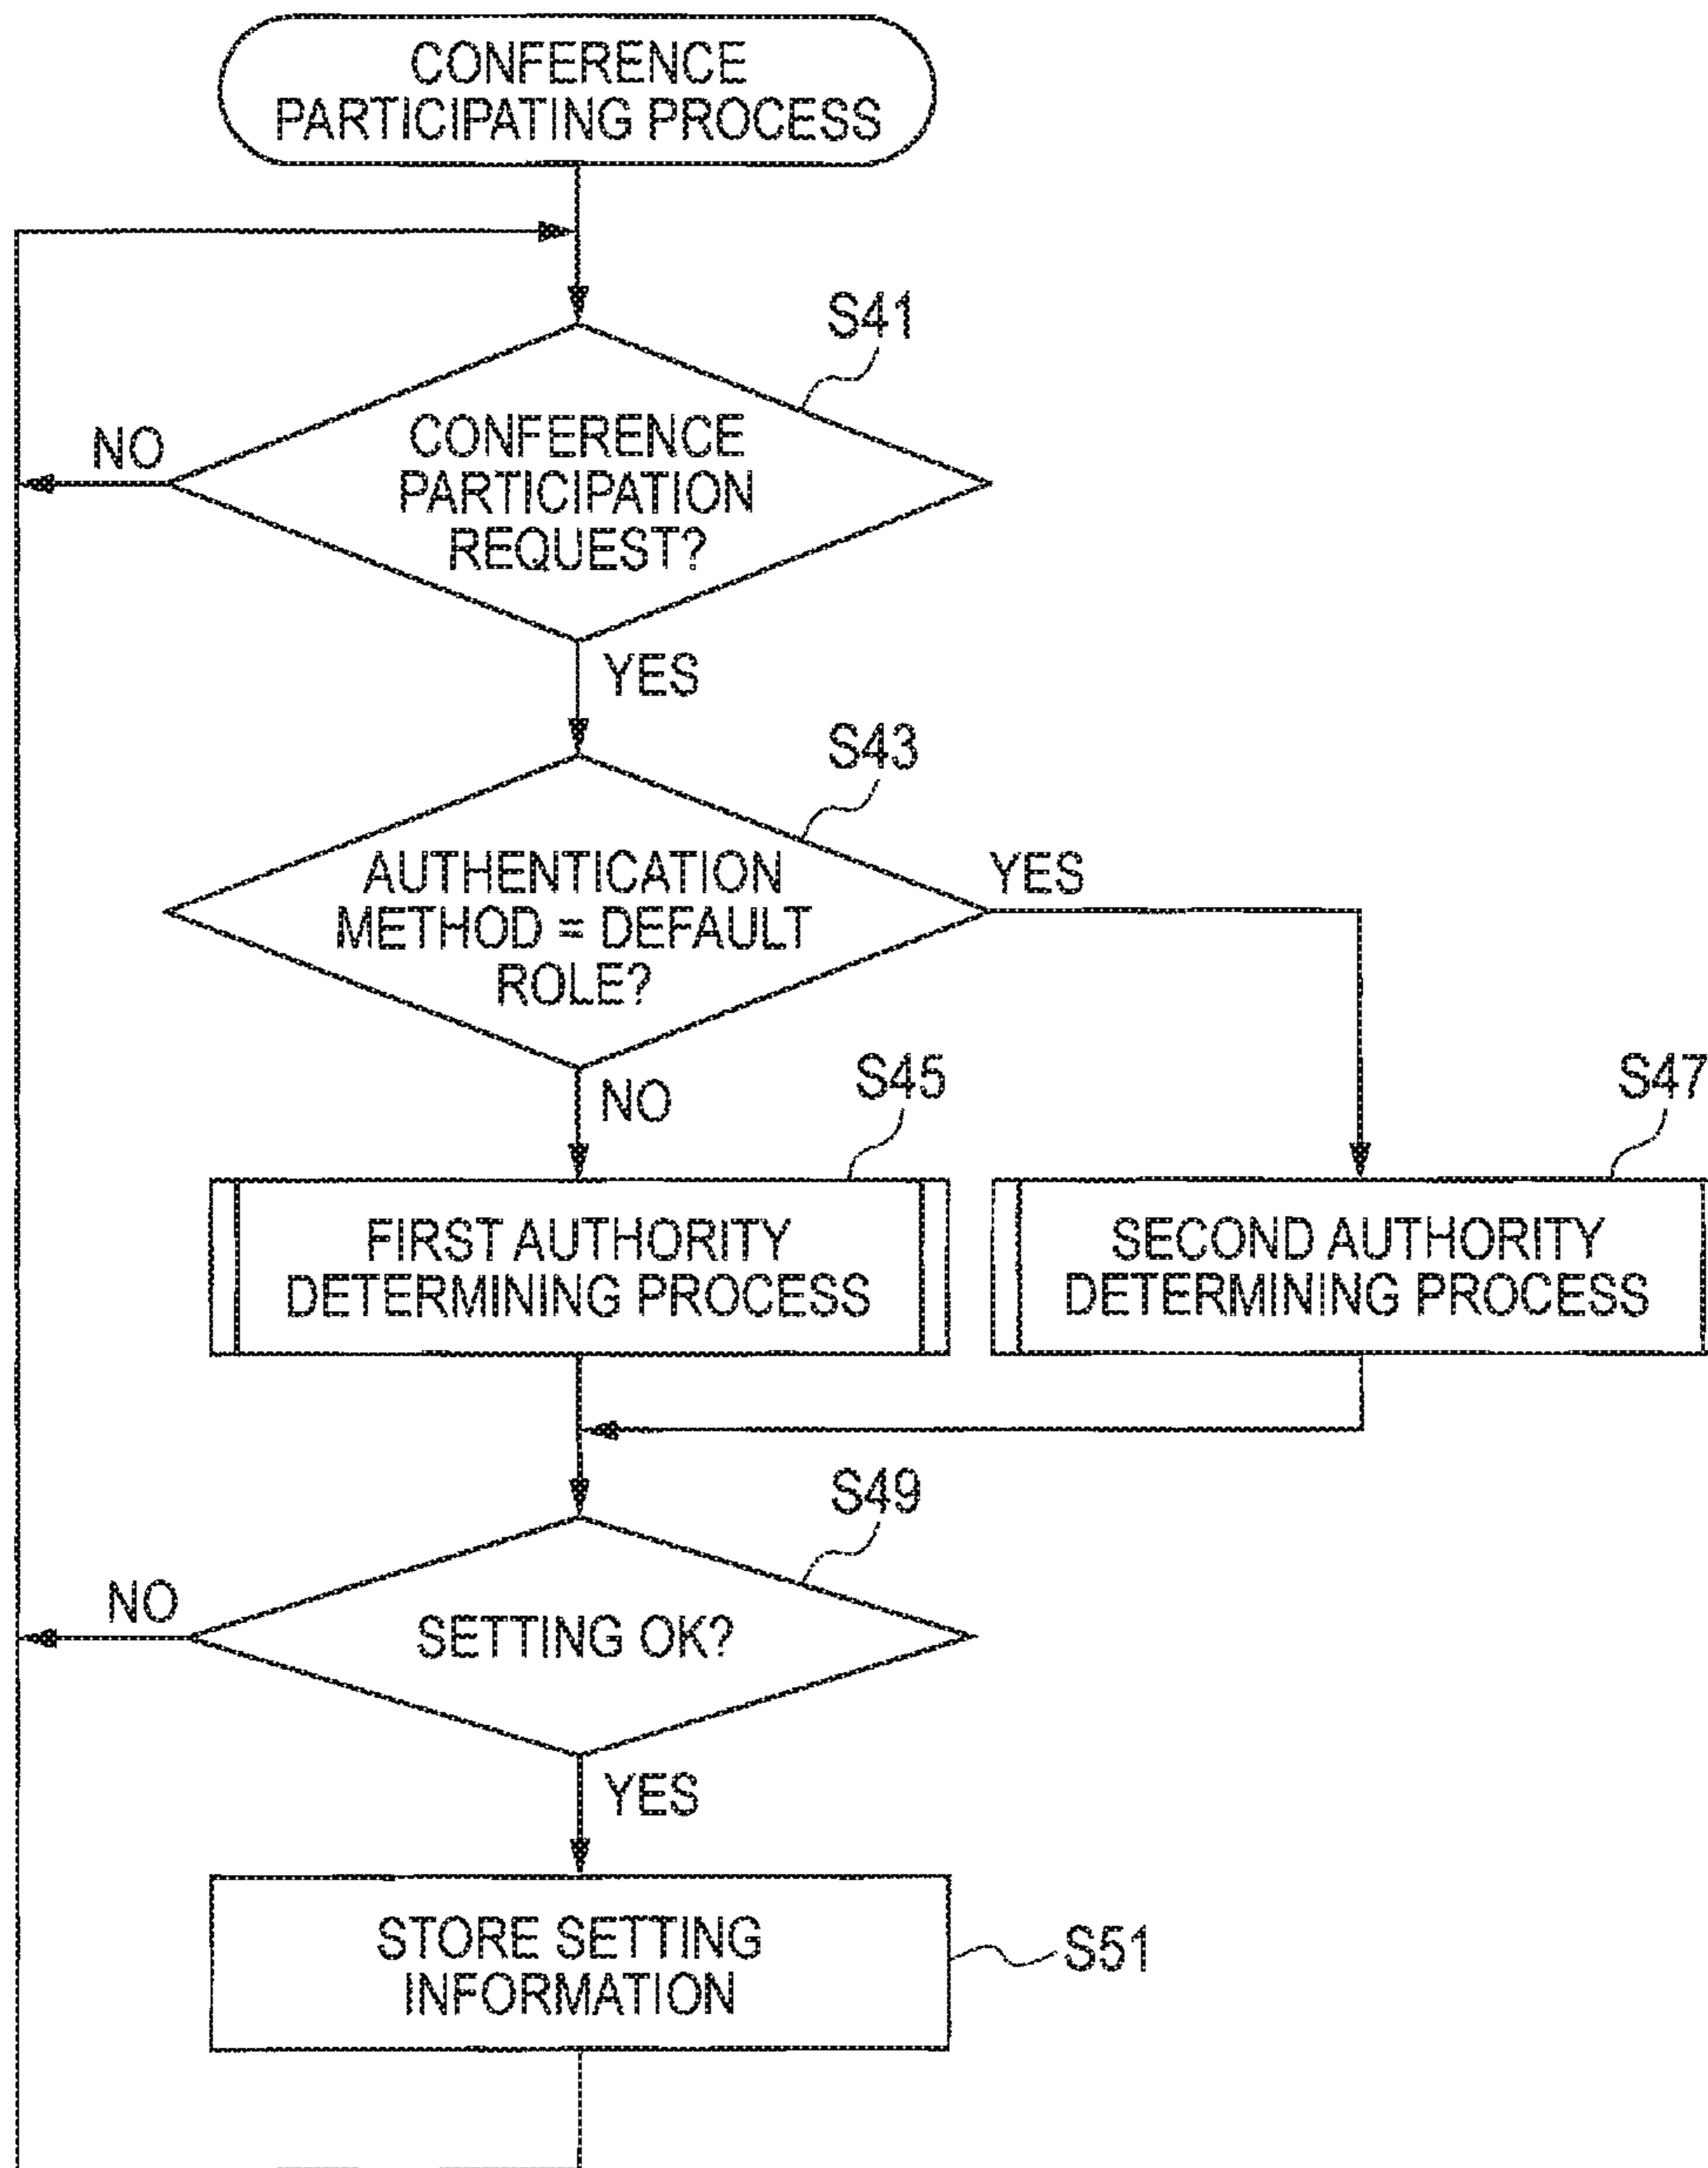 CONFERENCE
PARTICIPATING PROCESS
S41
NO
CONFERENCE
PARTICIPATION
REQUEST?
YES
S43
AUTHENTICATION
METHOD = DEFAULT
ROLE?
YES
NO
S45
S47
FIRST AUTHORITY
DETERMINING PROCESS
SECOND AUTHORITY
DETERMINING PROCESS
S49
NO
SETTING OK?
YES
STORE SETTING
INFORMATION
S51